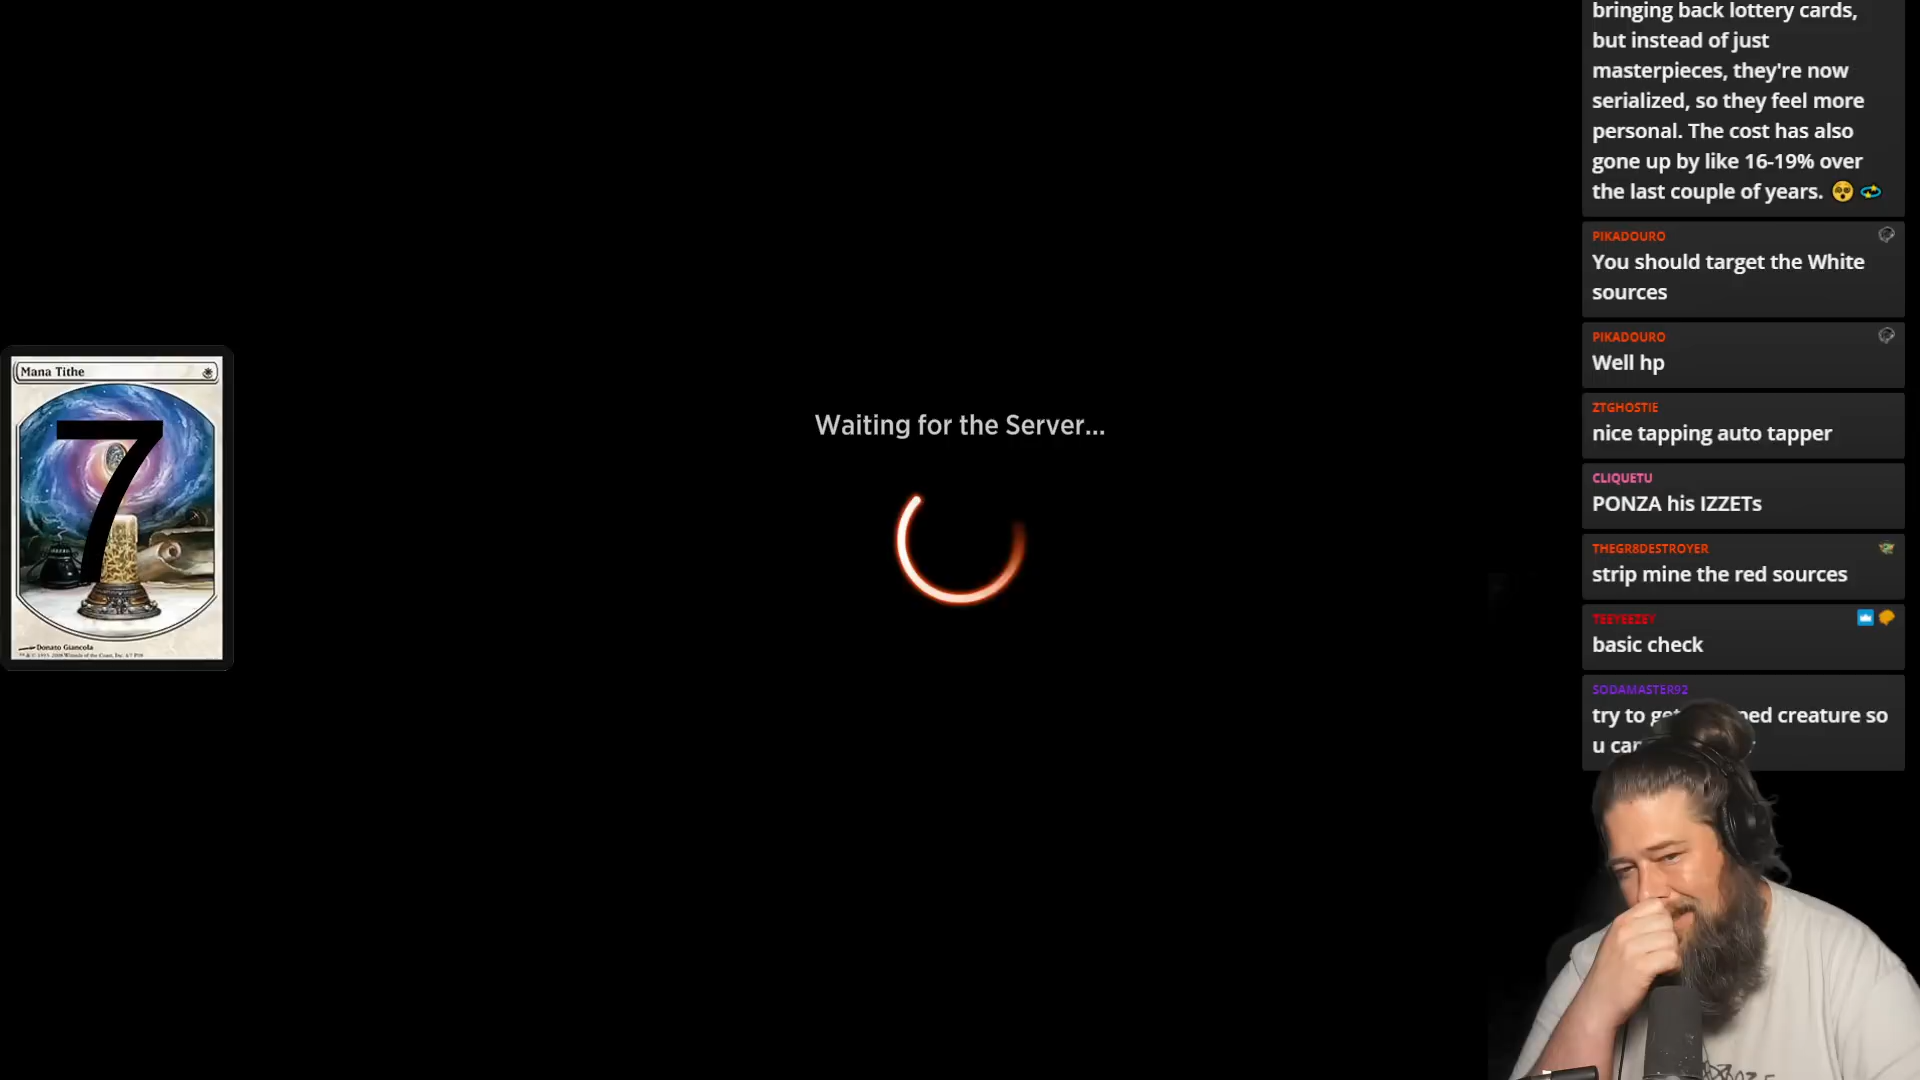 bringing back lottery cards,
but instead of just
masterpieces, they're now
serialized, so they feel more
personal. The cost has also
gone up by like 16-19% over
the last couple of years.
PIKADOURO
You should target the White
sources
PIKADOURO
Well hp
ZTGHOSTIE
nice tapping auto tapper
CLIQUETU
PONZA his IZZETs
THEGR8DESTROYER
strip mine the red sources
TEEYEEZEY
basic check
SODAMASTER92
try to creature so
u
Waiting for the Server...
Mana Tithe
7
Donato Giancola